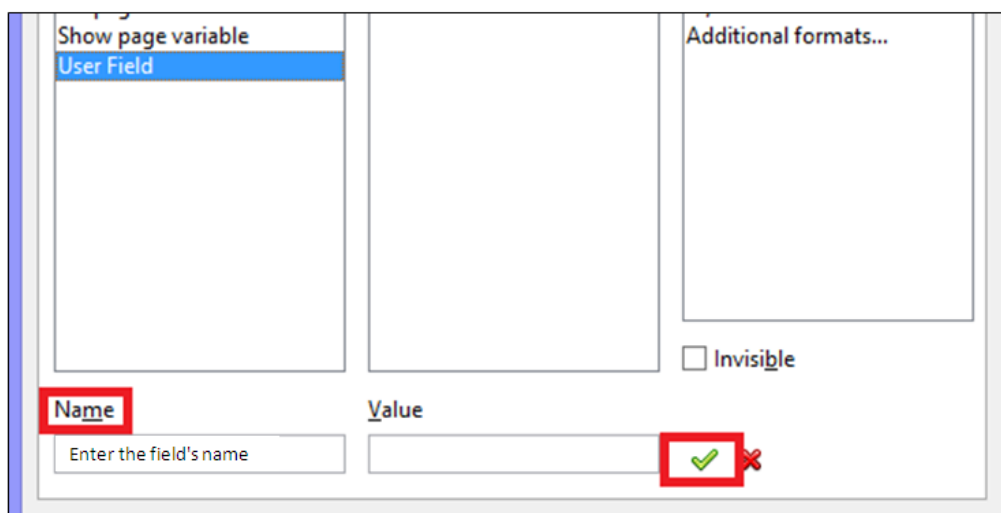 Show page variable
User Field
Additional formats...
Invisible
Name
Value
Enter the field's name